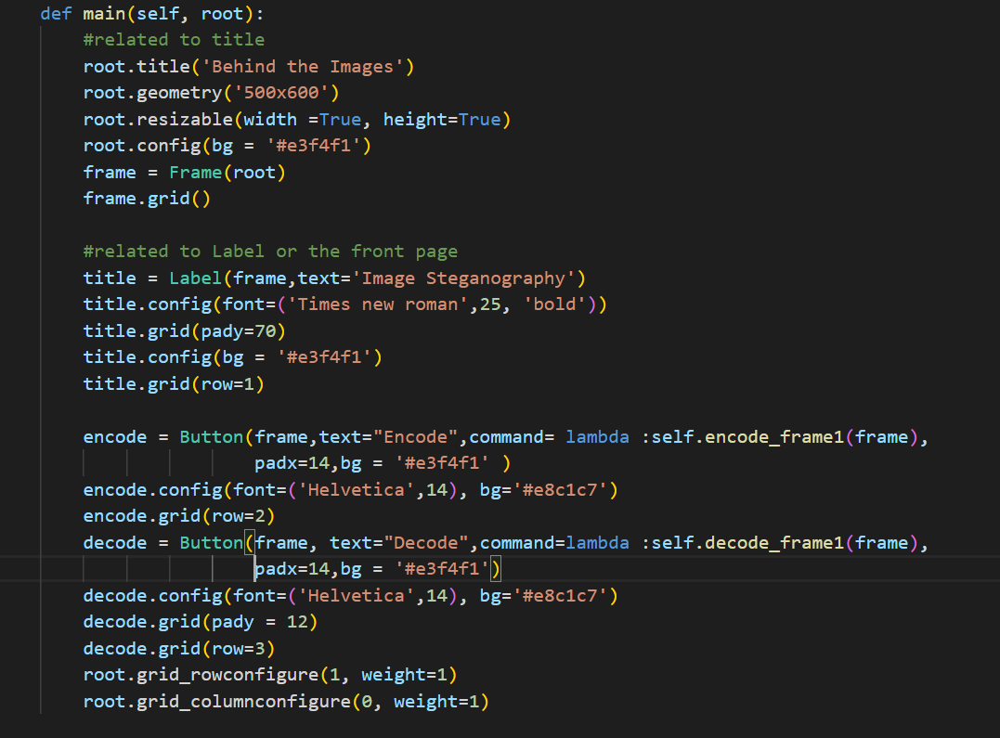 def main(self, root):
    #related to title
    root.title('Behind the Images')
    root.geometry('500x600')
    root.resizable(width =True, height=True)
    root.config(bg = '#e3f4f1')
    frame = Frame(root)
    frame.grid()

    #related to Label or the front page
    title = Label(frame,text='Image Steganography')
    title.config(font=('Times new roman',25, 'bold'))
    title.grid(pady=70)
    title.config(bg = '#e3f4f1')
    title.grid(row=1)

    encode = Button(frame,text="Encode",command= lambda :self.encode_frame1(frame),
                    padx=14,bg = '#e3f4f1' )
    encode.config(font=('Helvetica',14), bg='#e8c1c7')
    encode.grid(row=2)
    decode = Button(frame, text="Decode",command=lambda :self.decode_frame1(frame),
                    padx=14,bg = '#e3f4f1')
    decode.config(font=('Helvetica',14), bg='#e8c1c7')
    decode.grid(pady = 12)
    decode.grid(row=3)
    root.grid_rowconfigure(1, weight=1)
    root.grid_columnconfigure(0, weight=1)